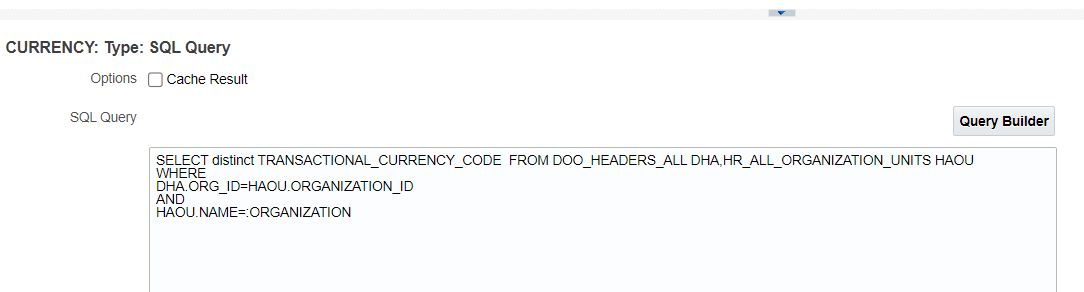 CURRENCY: Type: SQL Query
Options Cache Result
SQL Query
Query Builder
SELECT distinct TRANSACTIONAL_CURRENCY_CODE  FROM DOO_HEADERS_ALL DHA,HR_ALL_ORGANIZATION_UNITS HAOU
WHERE
DHA.ORG_ID=HAOU.ORGANIZATION_ID
AND
HAOU.NAME=:ORGANIZATION